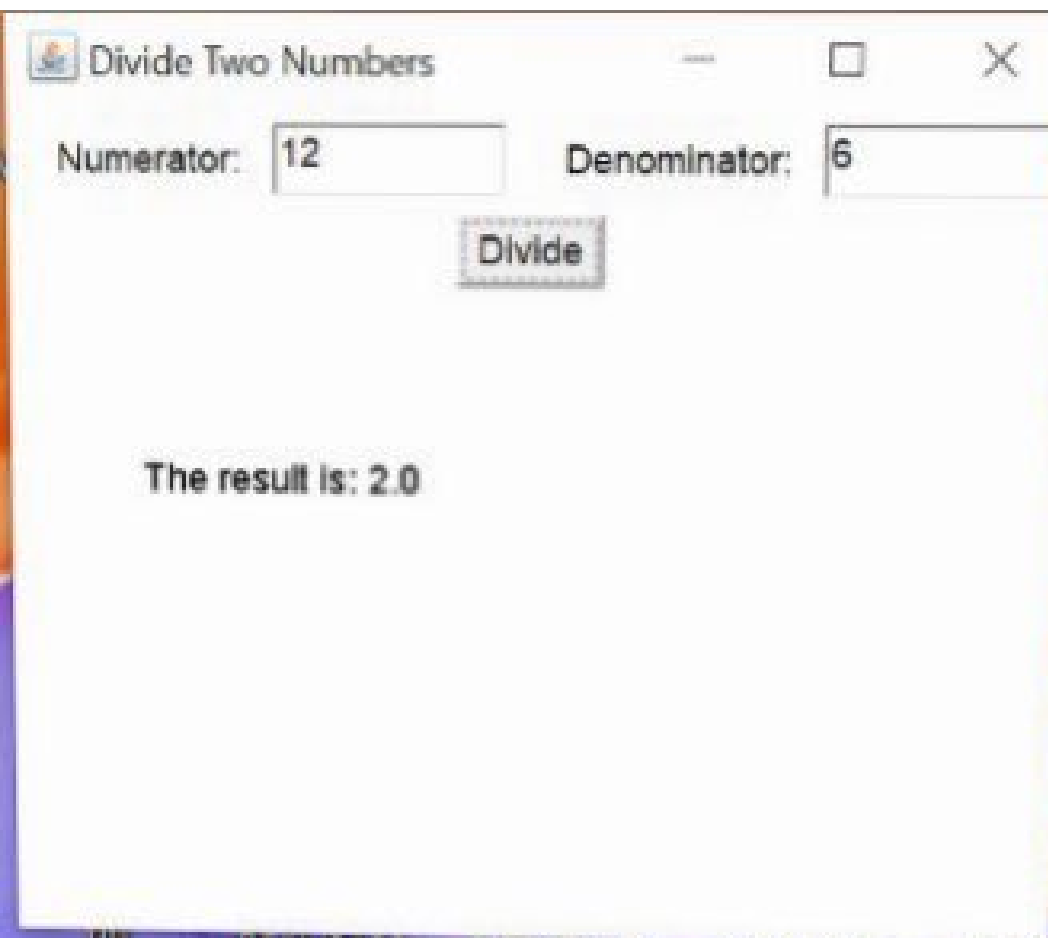 Divide Two Numbers
Numerator: 12 Denominator: 6
Divide
The result is: 2.0